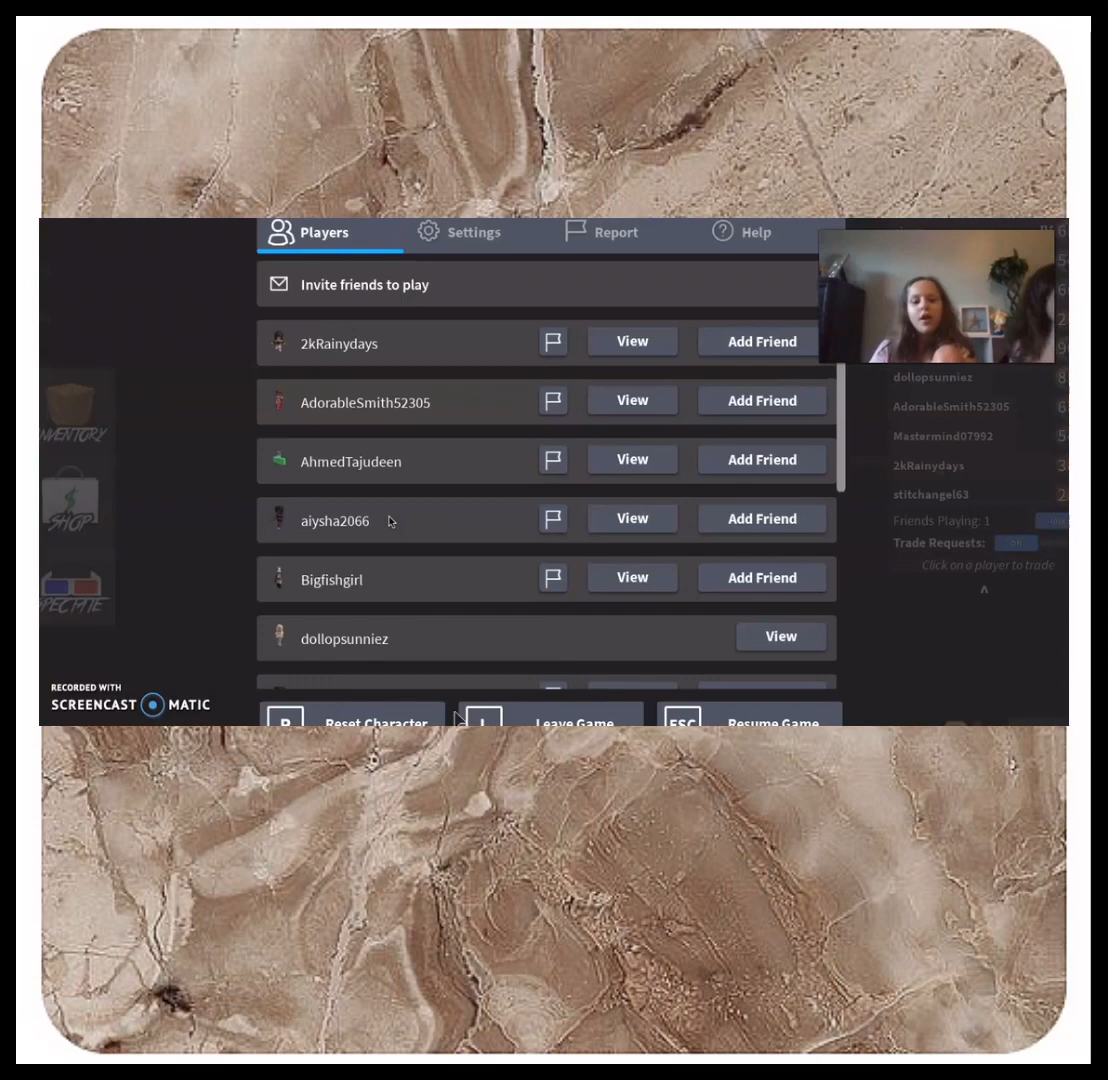 Players
Settings
Report
Help
Invite friends to play
2kRainydays
View
Add Friend
AdorableSmith52305
View
Add Friend
AhmedTajudeen
View
Add Friend
aiysha2066
View
Add Friend
Bigfishgirl
View
Add Friend
dollopsunniez
View
Reset Character
L Leave Game
ESC Resume Game
INVENTORY
SHOP
RECORDED WITH
SCREENCAST MATIC
dollopsunniez
AdorableSmith52305
Mastermind07992
2kRainydays
stitchangel63
Friends Playing: 1
Trade Requests: ON
Click on a player to trade